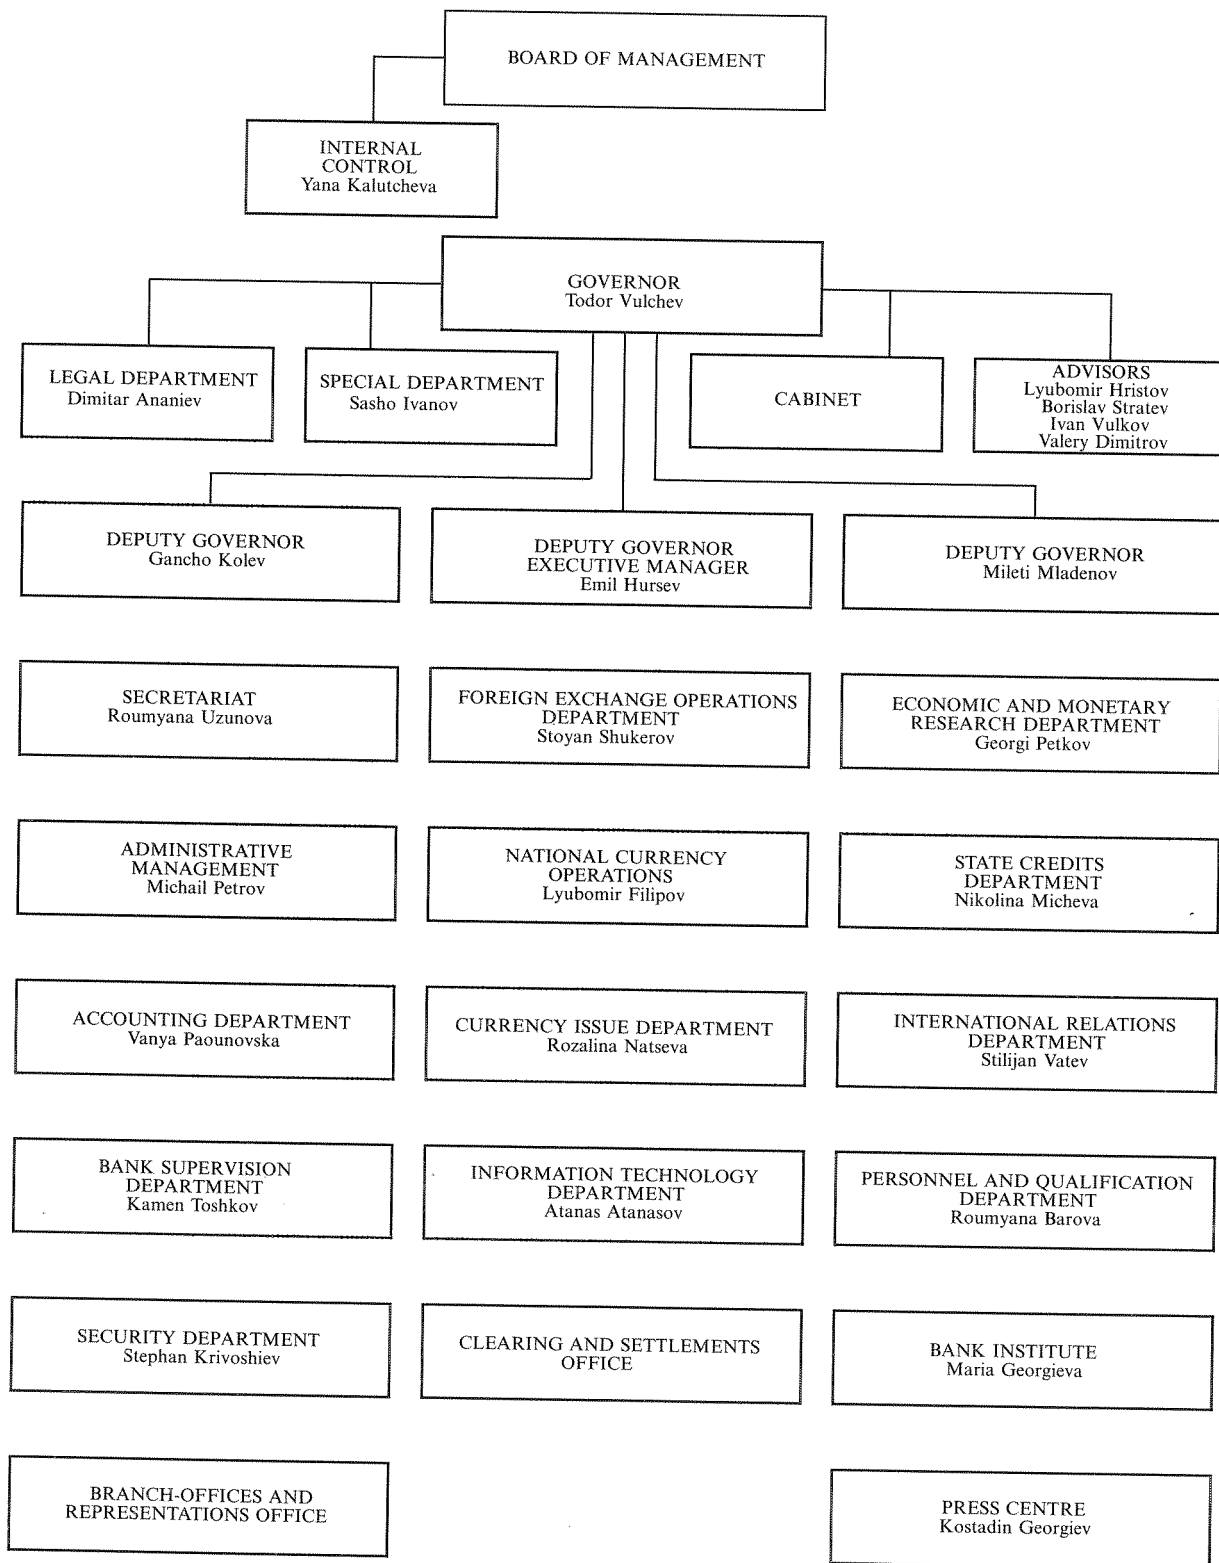 BOARD OF MANAGEMENT
INTERNAL
CONTROL
Yana Kalutcheva
GOVERNOR
Todor Vulchev
LEGAL DEPARTMENT
Dimitar Ananiev
SPECIAL DEPARTMENT
Sasho Ivanov
CABINET
ADVISORS
Lyubomir Hristov
Borislav Stratev
Ivan Vulkov
Valery Dimitrov
DEPUTY GOVERNOR
Gancho Kolev
DEPUTY GOVERNOR
EXECUTIVE MANAGER
Emil Hursev
DEPUTY GOVERNOR
Mileti Mladenov
SECRETARIAT
Roumyana Uzunova
FOREIGN EXCHANGE OPERATIONS
DEPARTMENT
Stoyan Shukerov
ECONOMIC AND MONETARY
RESEARCH DEPARTMENT
Georgi Petkov
ADMINISTRATIVE
MANAGEMENT
Michail Petrov
NATIONAL CURRENCY
OPERATIONS
Lyubomir Filipov
STATE CREDITS
DEPARTMENT
Nikolina Micheva
ACCOUNTING DEPARTMENT
Vanya Paounovska
CURRENCY ISSUE DEPARTMENT
Rozalina Natseva
INTERNATIONAL RELATIONS
DEPARTMENT
Stilijan Vatev
BANK SUPERVISION
DEPARTMENT
Kamen Toshkov
INFORMATION TECHNOLOGY
DEPARTMENT
Atanas Atanasov
PERSONNEL AND QUALIFICATION
DEPARTMENT
Roumyana Barova
SECURITY DEPARTMENT
Stephan Krivoshiev
CLEARING AND SETTLEMENTS
OFFICE
BANK INSTITUTE
Maria Georgieva
BRANCH-OFFICES AND
REPRESENTATIONS OFFICE
PRESS CENTRE
Kostadin Georgiev